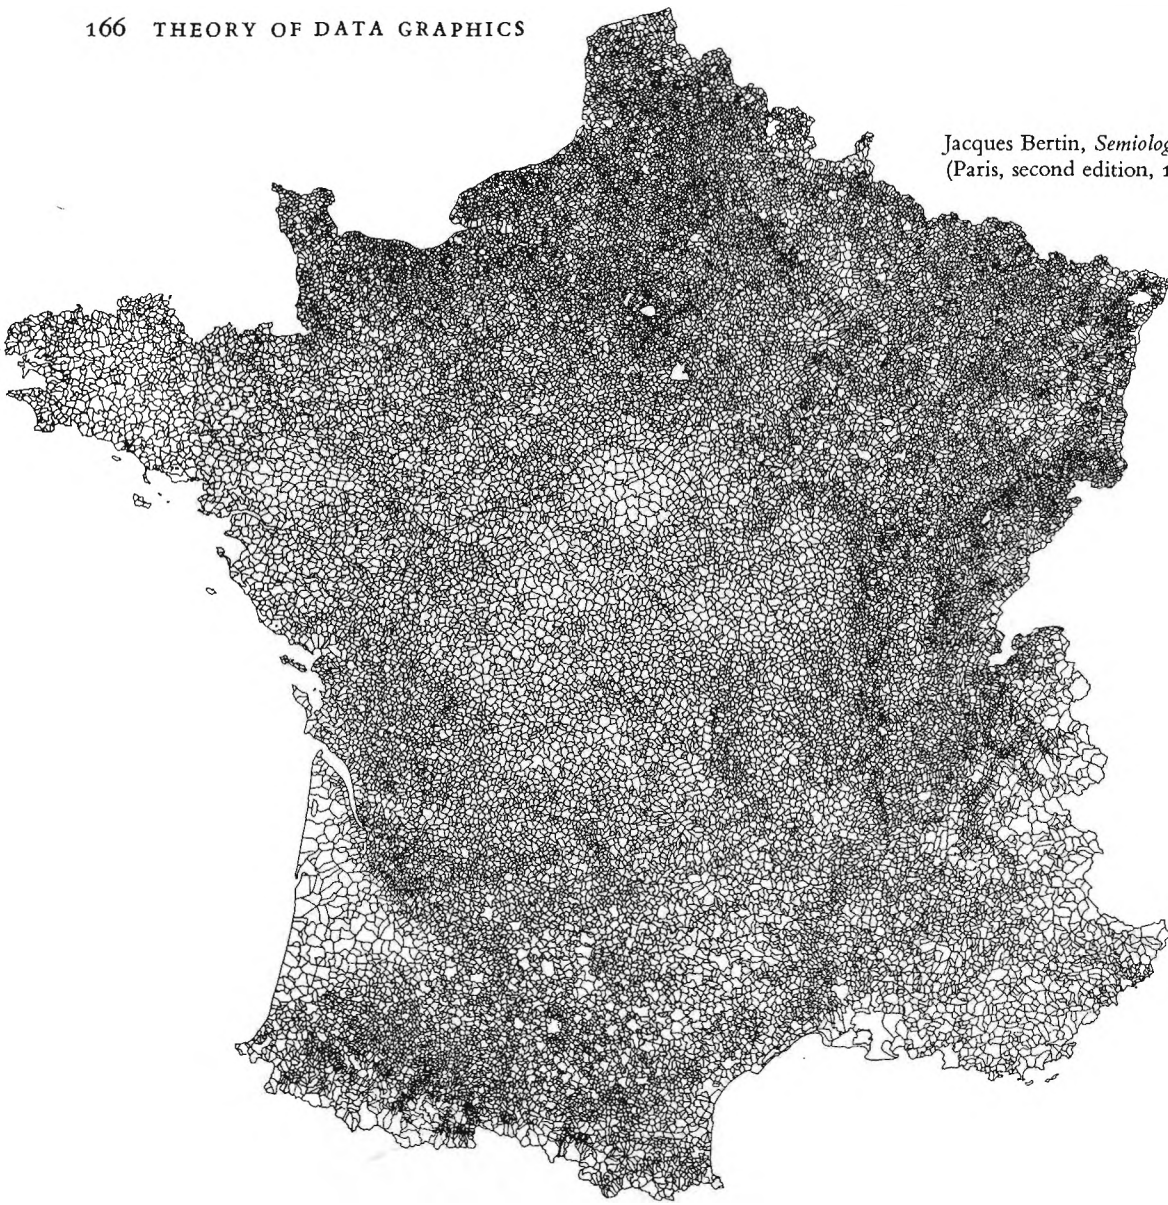 166 THEORY OF DATA GRAPHICS
Jacques Bertin, Semiolog
(Paris, second edition, 1